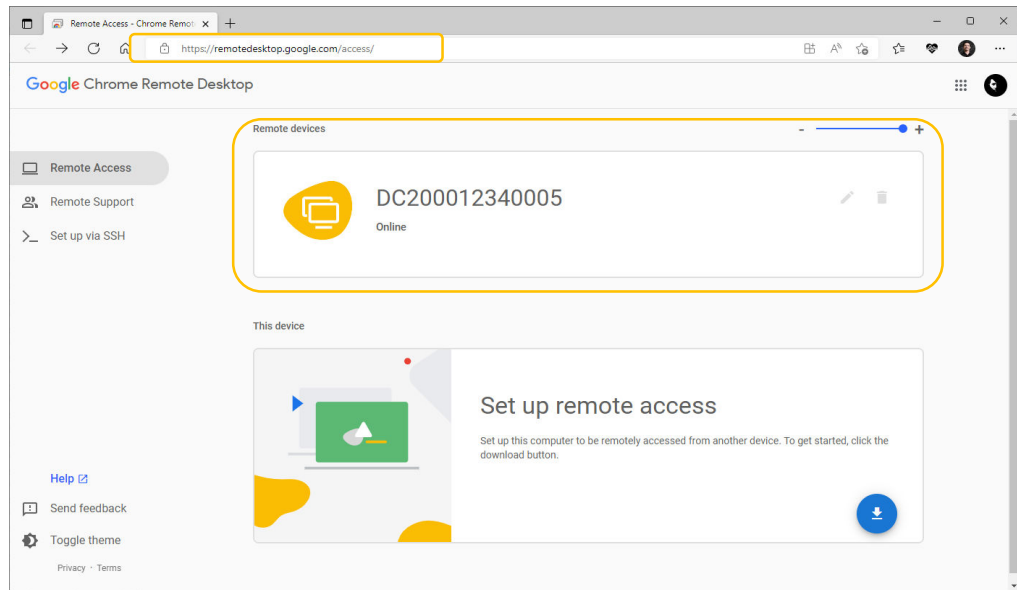 Remote Access - Chrome Remot
https://remotedesktop.google.com/access/
Google Chrome Remote Desktop
Remote devices
- +
Remote Access
DC200012340005
Remote Support
Online
Set up via SSH
This device
Set up remote access
Set up this computer to be remotely accessed from another device. To get started, click the
download button.
Help
Send feedback
Toggle theme
Privacy · Terms